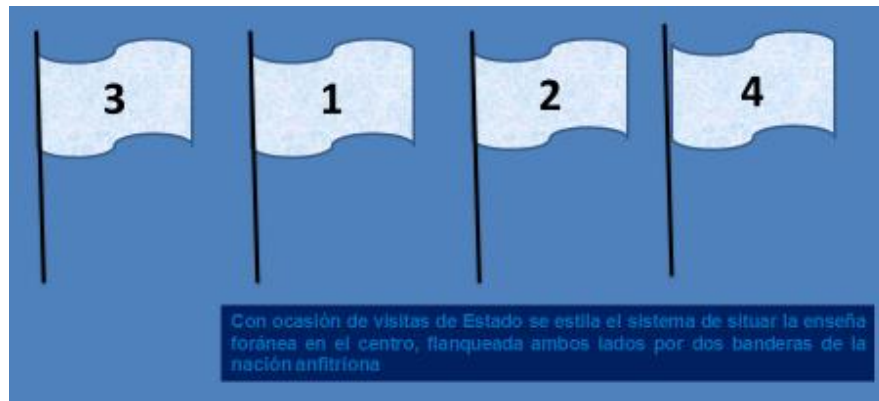 3 1 2 4
Con ocasión de visitas de Estado se estila el sistema de situar la enseña
foránea en el centro, flanqueada ambos lados por dos banderas de la
nación anfitriona